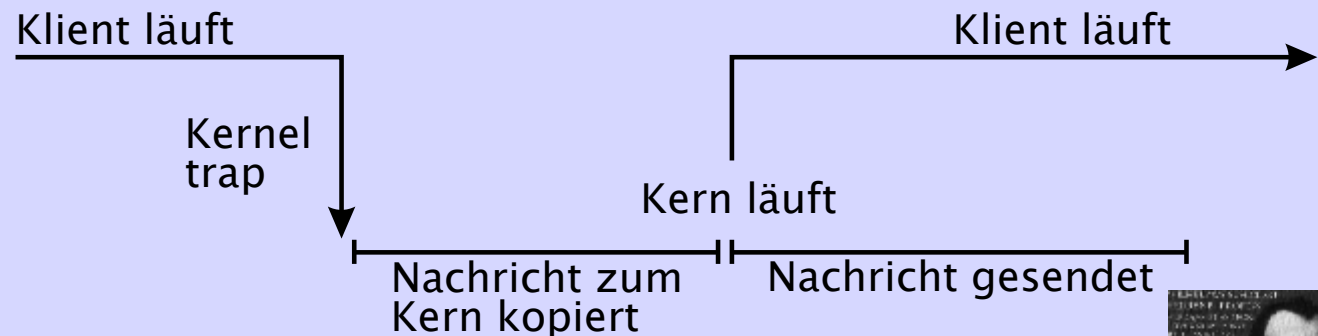 Klient läuft
Klient läuft
Kernel
trap
Kern läuft
Nachricht zum
Kern kopiert
Nachricht gesendet